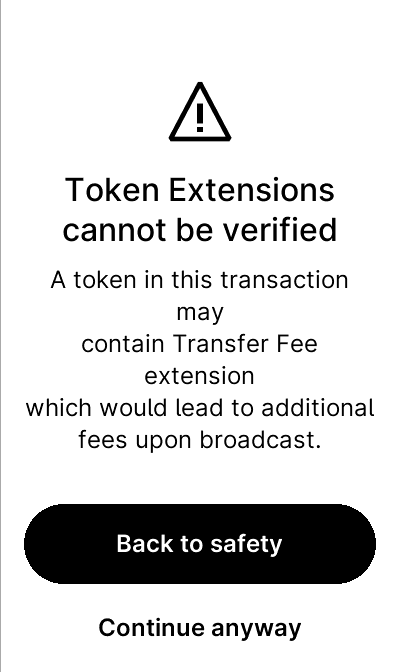 Token Extensions
cannot be verified
A token in this transaction
may
contain Transfer Fee
extension
which would lead to additional
fees upon broadcast.
Back to safety
Continue anyway